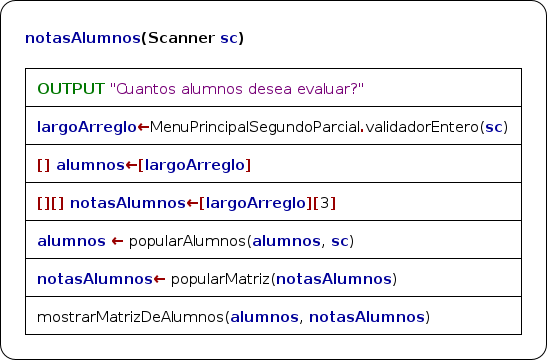 notasAlumnos(Scanner sc)
OUTPUT "Cuantos alumnos desea evaluar?"
largoArreglo←MenuPrincipalSegundoParcial.validadorEntero(sc)
[] alumnos←[largoArreglo]
[][] notasAlumnos←[largoArreglo][3]
alumnos ← popularAlumnos(alumnos, sc)
notasAlumnos← popularMatriz(notasAlumnos)
mostrarMatrizDeAlumnos(alumnos, notasAlumnos)